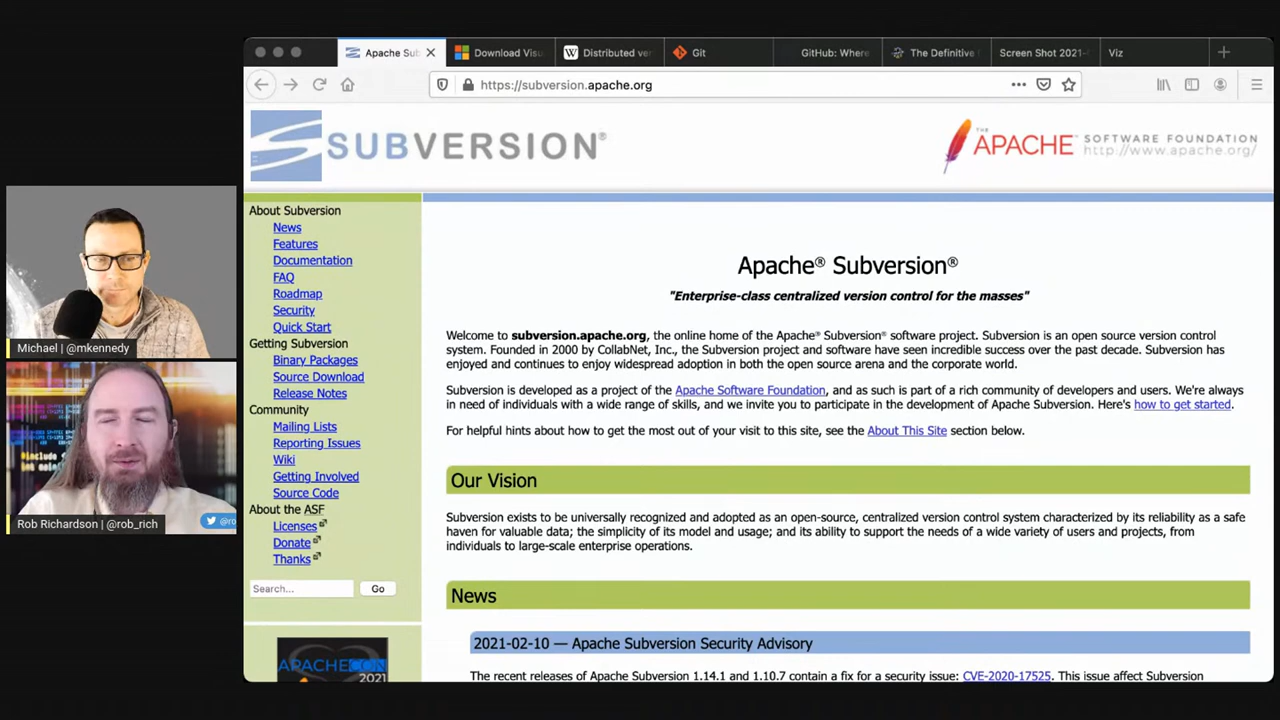 Apache Sub
Download Visu
Distributed ver
Git
GitHub: Where
The Definitive
Screen Shot 2021-
Viz
https://subversion.apache.org
SUBVERSION®
THE
APACHE™ SOFTWARE FOUNDATION
http://www.apache.org/
About Subversion
News
Features
Documentation
FAQ
Roadmap
Security
Quick Start
Getting Subversion
Binary Packages
Source Download
Release Notes
Community
Mailing Lists
Reporting Issues
Wiki
Getting Involved
Source Code
About the ASF
Licenses
Donate
Thanks
Search...
Go
APACHECON
2021
Apache® Subversion®
"Enterprise-class centralized version control for the masses"
Welcome to subversion.apache.org, the online home of the Apache® Subversion® software project. Subversion is an open source version control
system. Founded in 2000 by CollabNet, Inc., the Subversion project and software have seen incredible success over the past decade. Subversion has
enjoyed and continues to enjoy widespread adoption in both the open source arena and the corporate world.
Subversion is developed as a project of the Apache Software Foundation, and as such is part of a rich community of developers and users. We're always
in need of individuals with a wide range of skills, and we invite you to participate in the development of Apache Subversion. Here's how to get started.
For helpful hints about how to get the most out of your visit to this site, see the About This Site section below.
Our Vision
Subversion exists to be universally recognized and adopted as an open-source, centralized version control system characterized by its reliability as a safe
haven for valuable data; the simplicity of its model and usage; and its ability to support the needs of a wide variety of users and projects, from
individuals to large-scale enterprise operations.
News
2021-02-10 — Apache Subversion Security Advisory
The recent releases of Apache Subversion 1.14.1 and 1.10.7 contain a fix for a security issue: CVE-2020-17525. This issue affect Subversion
Michael | @mkennedy
#include
Rob Richardson | @rob_rich
@ro